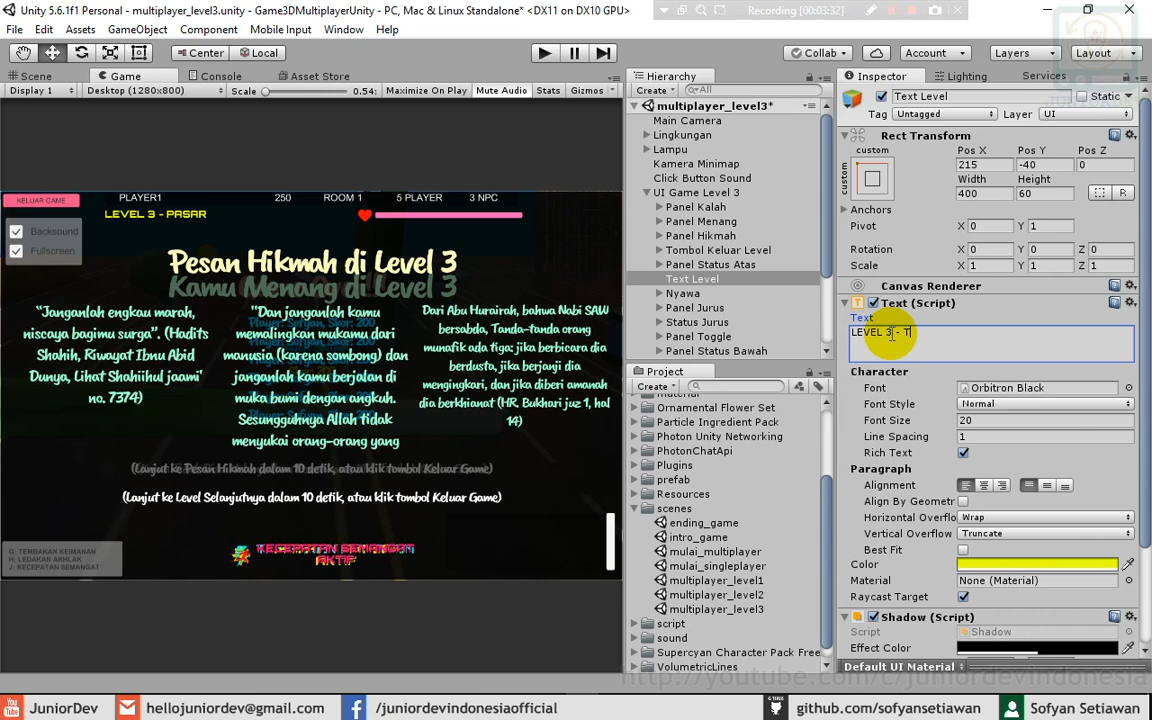 Unity 5.6.1f1 Personal - multiplayer_level3.unity - Game3DMultiplayerUnity - PC, Mac & Linux Standalone* <DX11 on DX10 GPU>
Recording [00:03:32]
File Edit Assets GameObject Component Mobile Input Window Help
Center Local Collab Account Layers Layout
Scene Game Console Asset Store
Display 1 Desktop (1280x800) Scale 0.54: Maximize On Play Mute Audio Stats Gizmos
KELUAR GAME PLAYER1 250 ROOM 1 5 PLAYER 3 NPC
LEVEL 3 - PASAR
Backsound
Fullscreen
Pesan Hikmah di Level 3
Kamu Menang di Level 3
"Janganlah engkau marah,
niscaya bagimu surga". (Hadits
Shahih, Riwayat Ibnu Abid
Dunya, Lihat Shahiihul jaami'
no. 7374)
"Dan janganlah kamu
memalingkan mukamu dari
manusia (karena sombong) dan
janganlah kamu berjalan di
muka bumi dengan angkuh.
Sesungguhnya Allah tidak
menyukai orang-orang yang
Dari Abu Hurairah, bahwa Nabi SAW
bersabda, Tanda-tanda orang
munafik ada tiga: jika berbicara dia
berdusta, jika berjanji dia
mengingkari, dan jika diberi amanah
dia berkhianat (HR. Bukhari juz 1, hal
14)
Player: Sofyan, Skor: 200
(Lanjut ke Pesan Hikmah dalam 10 detik, atau klik tombol Keluar Game)
(Lanjut ke Level Selanjutnya dalam 10 detik, atau klik tombol Keluar Game)
G: TEMBAKAN KEIMANAN
H: LEDAKAN AKHLAK
J: KECEPATAN SEMANGAT
KECEPATAN SEMANGAT
AKTIF
Hierarchy
Create All
multiplayer_level3*
Main Camera
Lingkungan
Lampu
Kamera Minimap
Click Button Sound
UI Game Level 3
Panel Kalah
Panel Menang
Panel Hikmah
Tombol Keluar Level
Panel Status Atas
Text Level
Nyawa
Panel Jurus
Status Jurus
Panel Toggle
Panel Status Bawah
Project
Create
material
Ornamental Flower Set
Particle Ingredient Pack
Photon Unity Networking
PhotonChatApi
Plugins
prefab
Resources
scenes
ending_game
intro_game
mulai_multiplayer
mulai_singleplayer
multiplayer_level1
multiplayer_level2
multiplayer_level3
script
sound
Supercyan Character Pack Free
VolumetricLines
Inspector Lighting Services
Text Level Static
Tag Untagged Layer UI
Rect Transform
custom Pos X Pos Y Pos Z
custom 215 -40 0
Width Height
400 60 R
Anchors
Pivot X 0 Y 1
Rotation X 0 Y 0 Z 0
Scale X 1 Y 1 Z 1
Canvas Renderer
Text (Script)
Text
LEVEL 3 - T
Character
Font Orbitron Black
Font Style Normal
Font Size 20
Line Spacing 1
Rich Text
Paragraph
Alignment
Align By Geometr
Horizontal Overflo Wrap
Vertical Overflow Truncate
Best Fit
Color
Material None (Material)
Raycast Target
Shadow (Script)
Script Shadow
Effect Color
Default UI Material
http://youtube.com/c/juniordevindonesia
You Tube JuniorDev hellojuniordev@gmail.com /juniordevindonesiaofficial github.com/sofyansetiawan Sofyan Setiawan